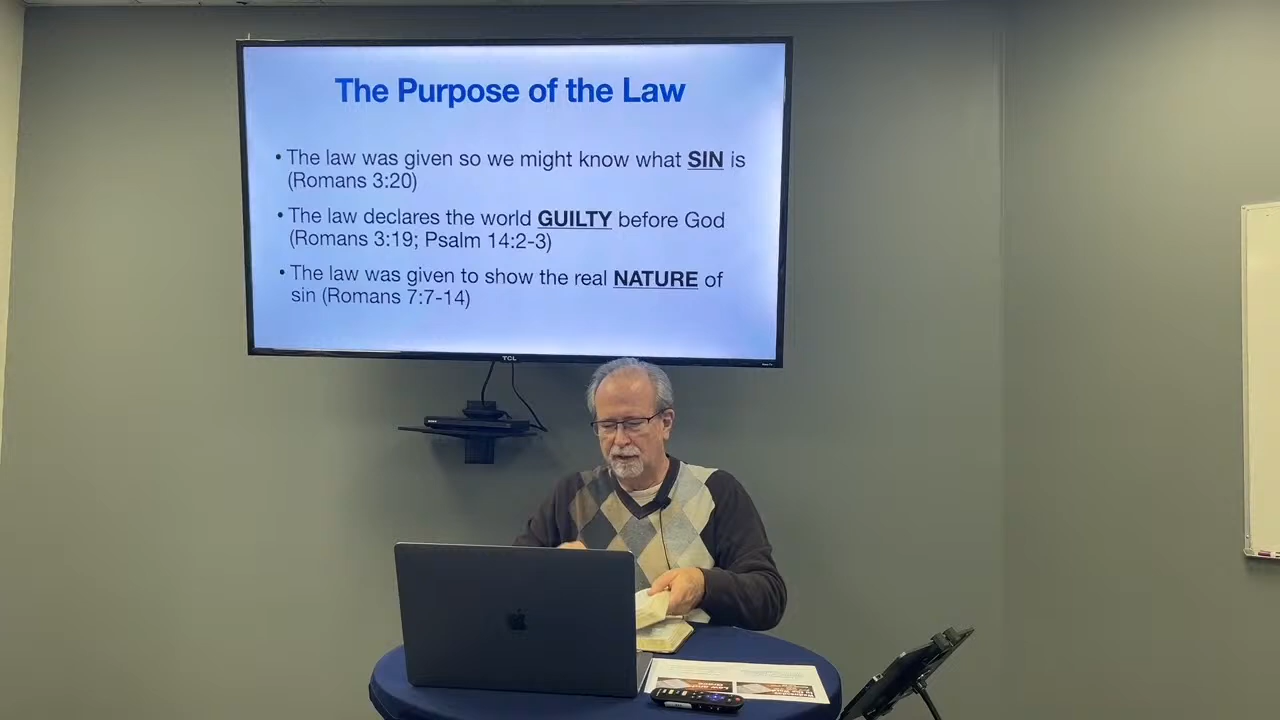 The Purpose of the Law
• The law was given so we might know what SIN is
(Romans 3:20)
• The law declares the world GUILTY before God
(Romans 3:19; Psalm 14:2-3)
• The law was given to show the real NATURE of
sin (Romans 7:7-14)
TCL